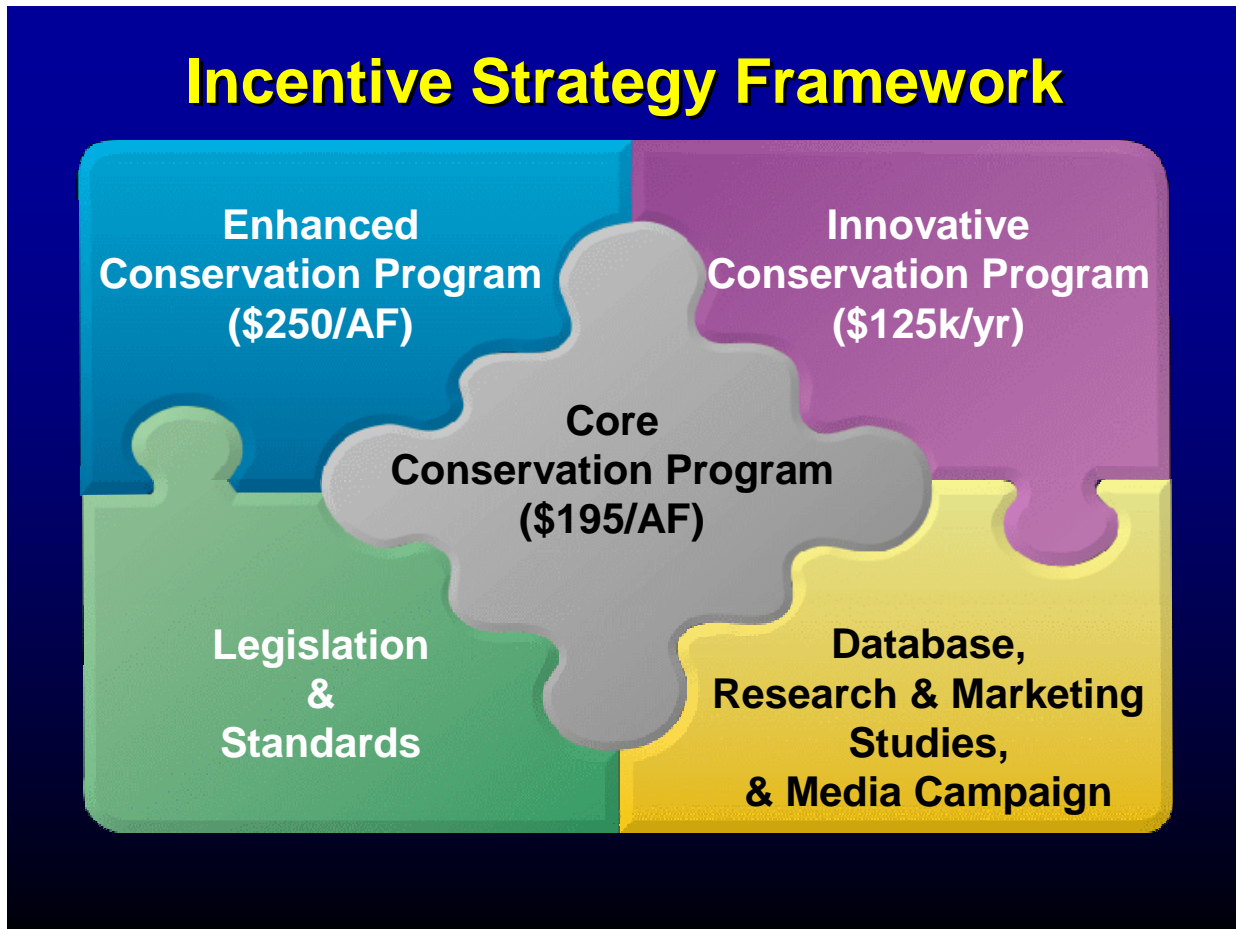 Incentive Strategy Framework
Enhanced
Conservation Program
($250/AF)
Innovative
Conservation Program
($125k/yr)
Core
Conservation Program
($195/AF)
Legislation
&
Standards
Database,
Research & Marketing
Studies,
& Media Campaign